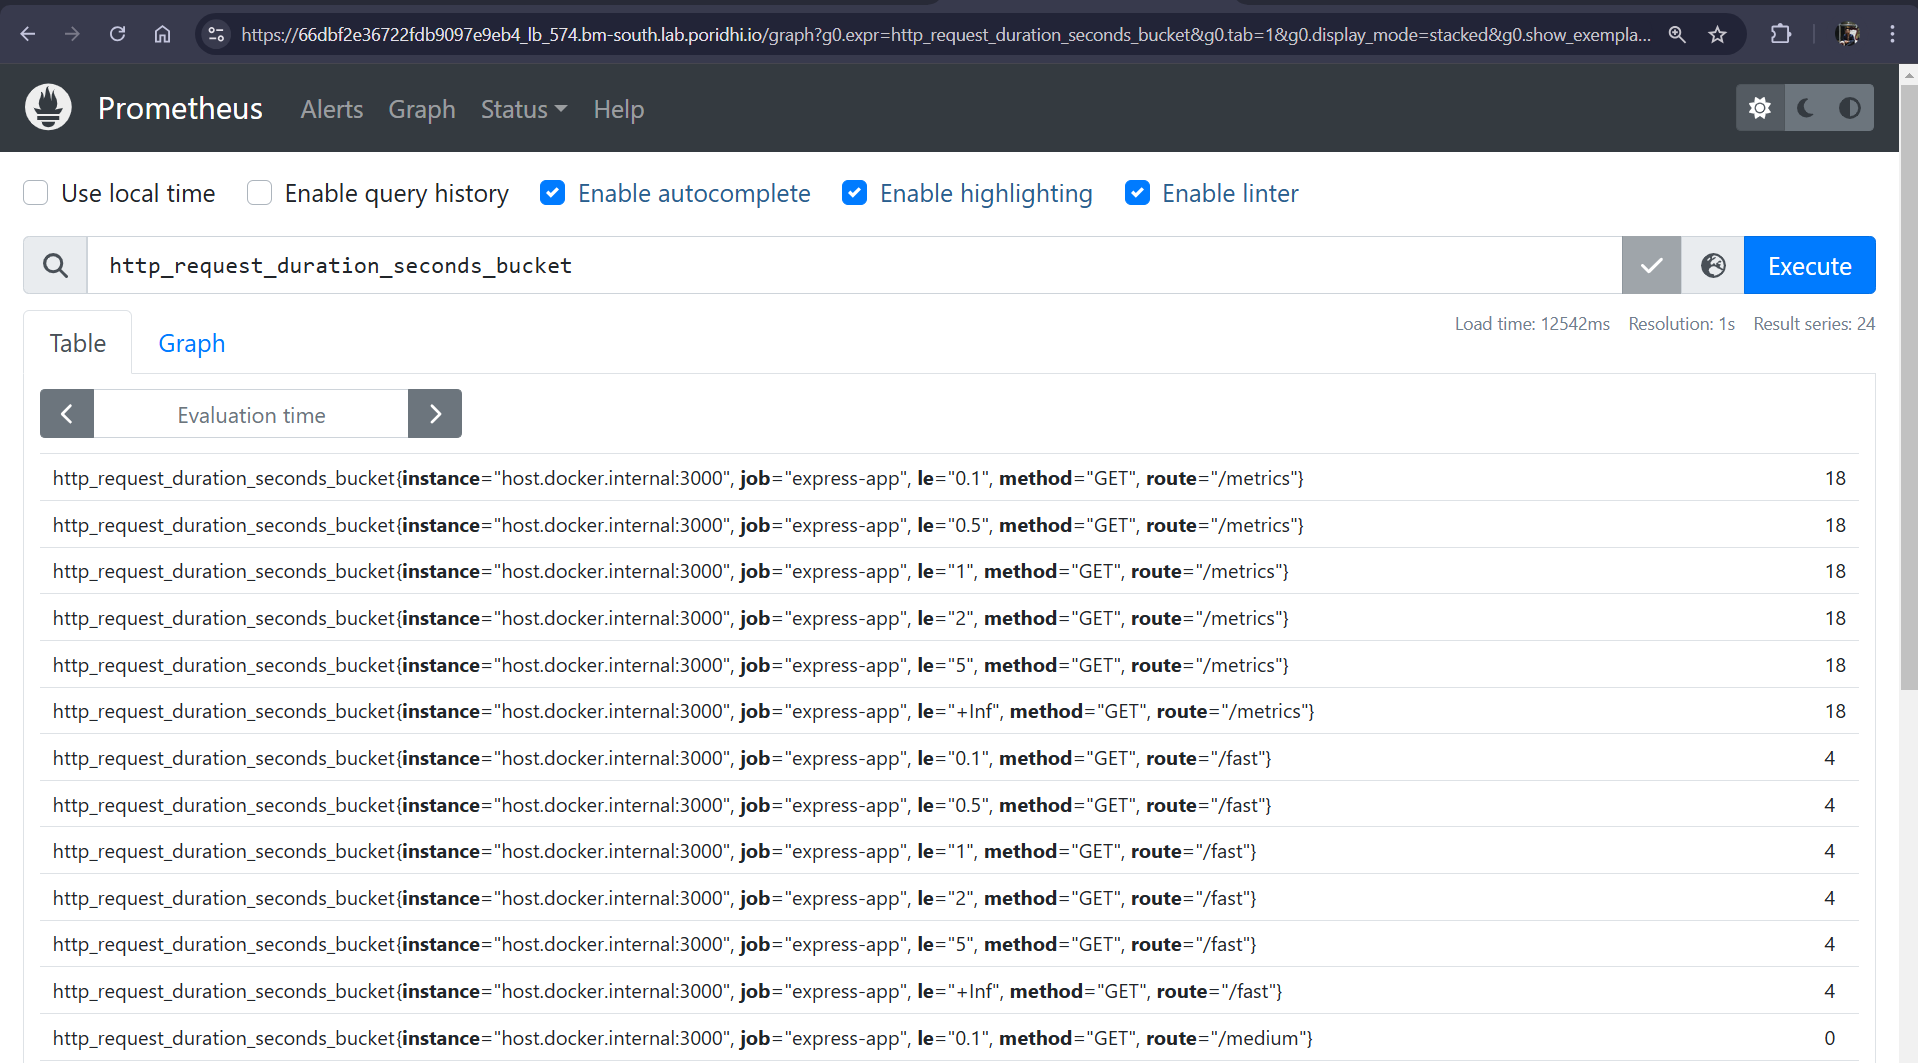 https://66dbf2e36722fdb9097e9eb4_lb_574.bm-south.lab.poridhi.io/graph?g0.expr=http_request_duration_seconds_bucket&g0.tab=1&g0.display_mode=stacked&g0.show_exempla...
Prometheus Alerts Graph Status Help
Use local time Enable query history Enable autocomplete Enable highlighting Enable linter
http_request_duration_seconds_bucket Execute
Table Graph Load time: 12542ms Resolution: 1s Result series: 24
Evaluation time
http_request_duration_seconds_bucket{instance="host.docker.internal:3000", job="express-app", le="0.1", method="GET", route="/metrics"} 18
http_request_duration_seconds_bucket{instance="host.docker.internal:3000", job="express-app", le="0.5", method="GET", route="/metrics"} 18
http_request_duration_seconds_bucket{instance="host.docker.internal:3000", job="express-app", le="1", method="GET", route="/metrics"} 18
http_request_duration_seconds_bucket{instance="host.docker.internal:3000", job="express-app", le="2", method="GET", route="/metrics"} 18
http_request_duration_seconds_bucket{instance="host.docker.internal:3000", job="express-app", le="5", method="GET", route="/metrics"} 18
http_request_duration_seconds_bucket{instance="host.docker.internal:3000", job="express-app", le="+Inf", method="GET", route="/metrics"} 18
http_request_duration_seconds_bucket{instance="host.docker.internal:3000", job="express-app", le="0.1", method="GET", route="/fast"} 4
http_request_duration_seconds_bucket{instance="host.docker.internal:3000", job="express-app", le="0.5", method="GET", route="/fast"} 4
http_request_duration_seconds_bucket{instance="host.docker.internal:3000", job="express-app", le="1", method="GET", route="/fast"} 4
http_request_duration_seconds_bucket{instance="host.docker.internal:3000", job="express-app", le="2", method="GET", route="/fast"} 4
http_request_duration_seconds_bucket{instance="host.docker.internal:3000", job="express-app", le="5", method="GET", route="/fast"} 4
http_request_duration_seconds_bucket{instance="host.docker.internal:3000", job="express-app", le="+Inf", method="GET", route="/fast"} 4
http_request_duration_seconds_bucket{instance="host.docker.internal:3000", job="express-app", le="0.1", method="GET", route="/medium"} 0